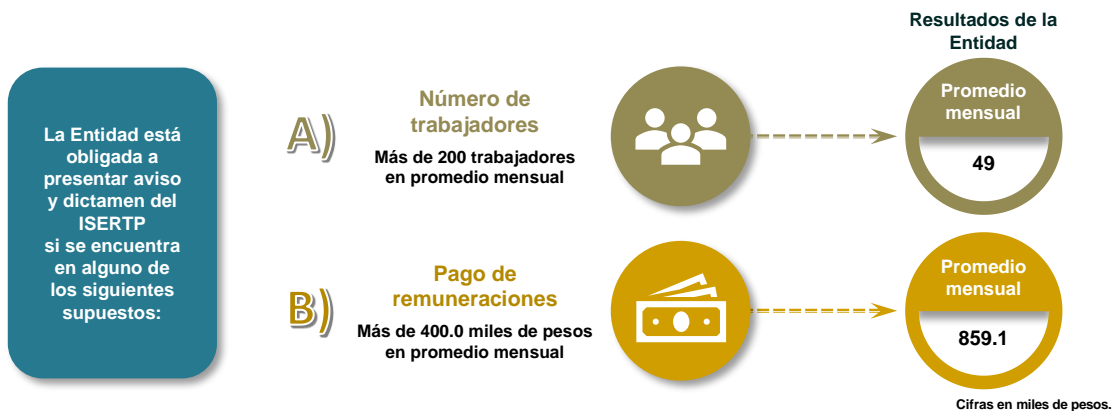 La Entidad está
obligada a
presentar aviso
y dictamen del
ISERTP
si se encuentra
en alguno de
los siguientes
supuestos:
A)
Número de
trabajadores
Más de 200 trabajadores
en promedio mensual
Resultados de la
Entidad
Promedio
mensual
49
B)
Pago de
remuneraciones
Más de 400.0 miles de pesos
en promedio mensual
Promedio
mensual
859.1
Cifras en miles de pesos.